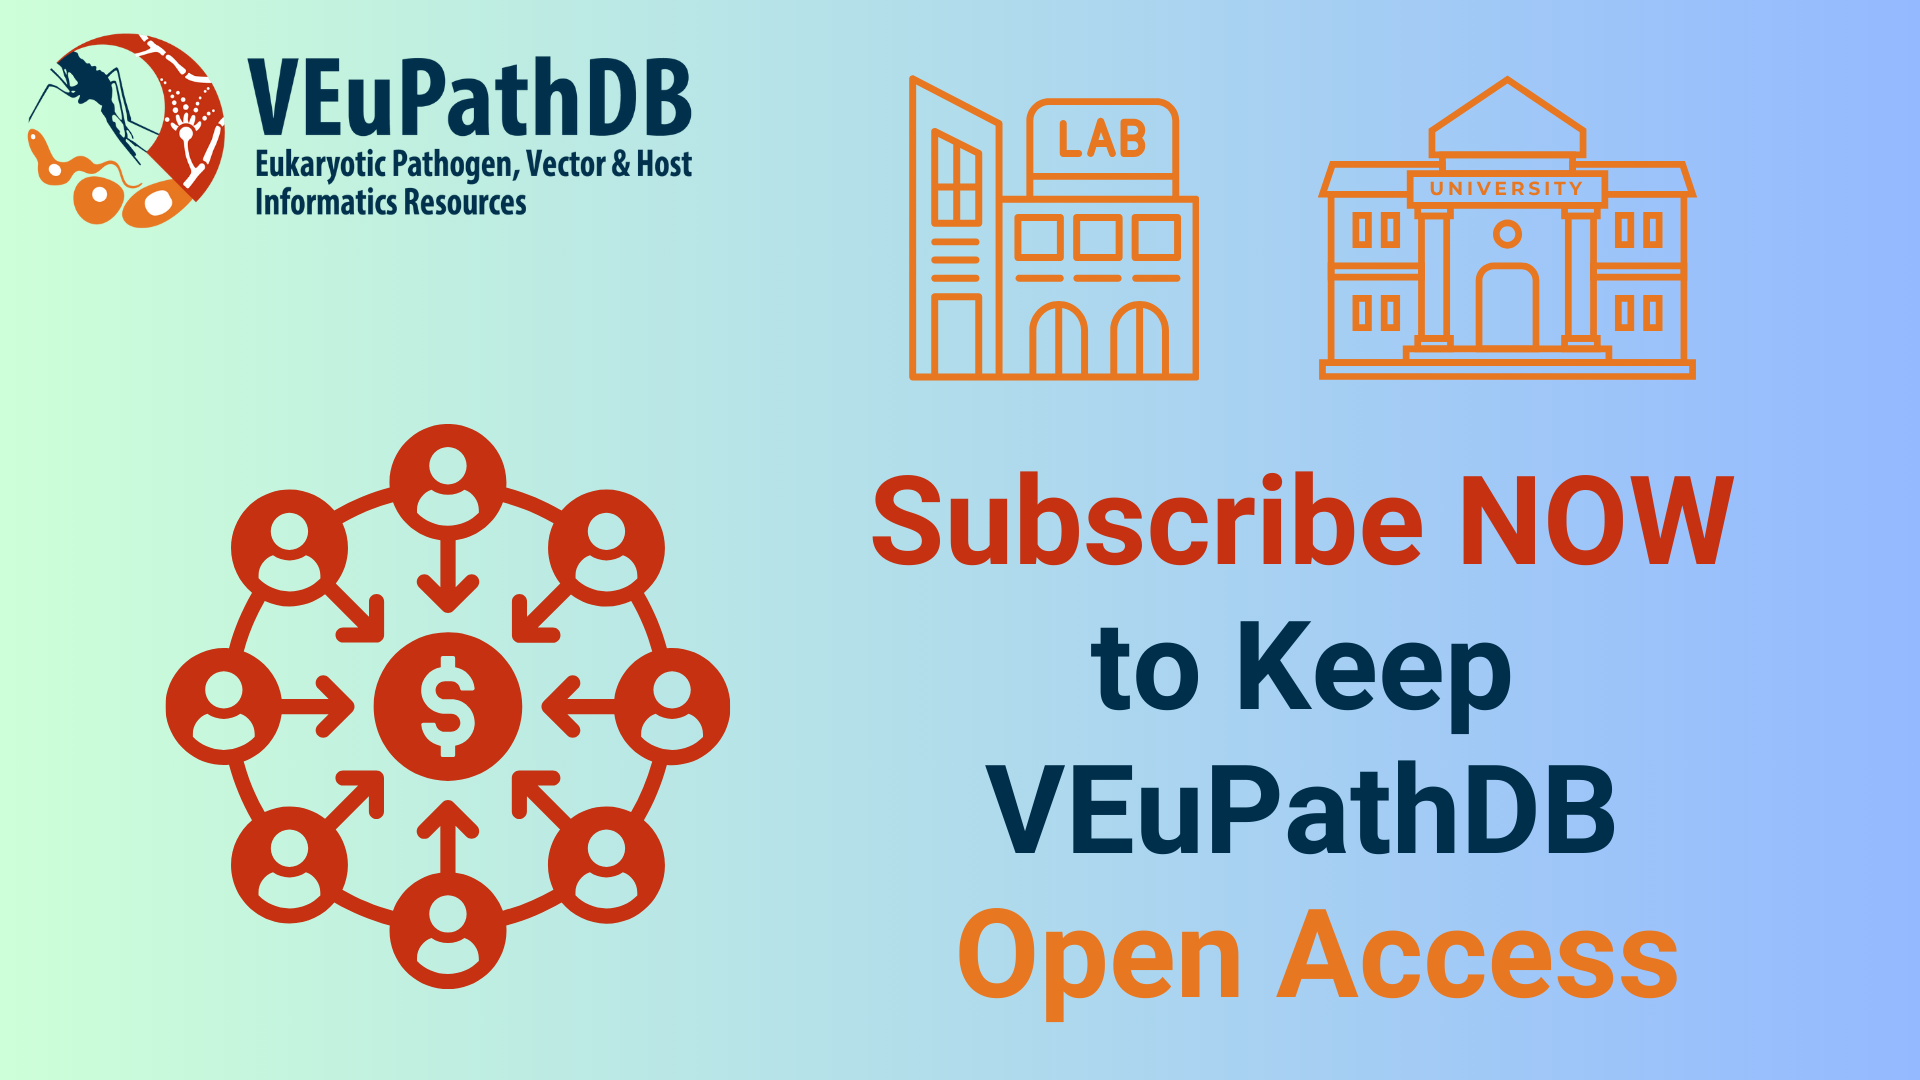 VEuPathDB
Eukaryotic Pathogen, Vector & Host
Informatics Resources
LAB
UNIVERSITY
$
Subscribe NOW
to Keep
VEuPathDB
Open Access